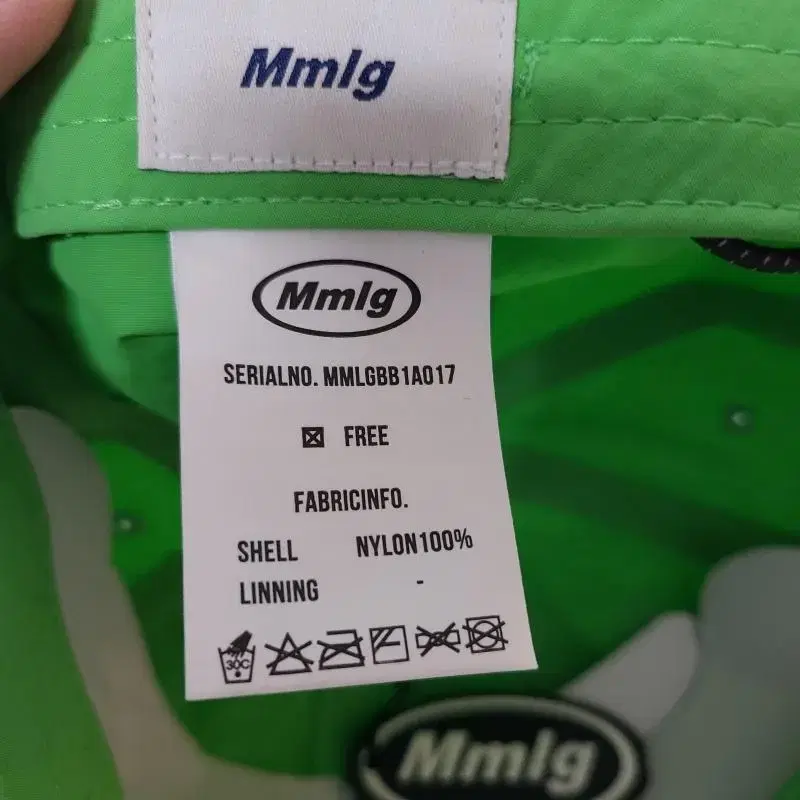 Mmlg
Mmlg
SERIALNO. MMLGBB1A017
☒ FREE
FABRICINFO.
SHELL NYLON100%
LINNING -
30C
Mmlg